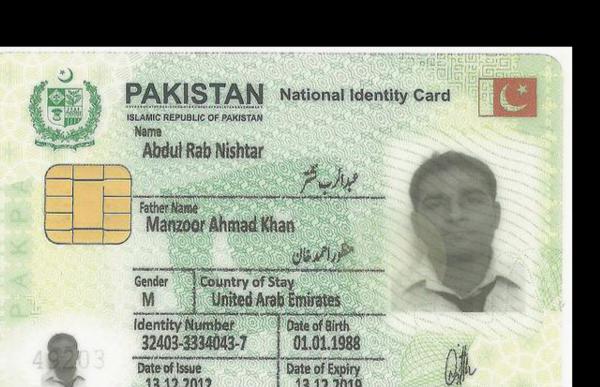 PAKISTAN National Identity Card
ISLAMIC REPUBLIC OF PAKISTAN
Name
Abdul Rab Nishtar
عبدالرب نشتر
Father Name
Manzoor Ahmad Khan
منظور احمد خان
Gender Country of Stay
M United Arab Emirates
Identity Number Date of Birth
32403-3334043-7 01.01.1988
Date of Issue Date of Expiry
13.12.2012 13.12.2019
PAKPA
49203